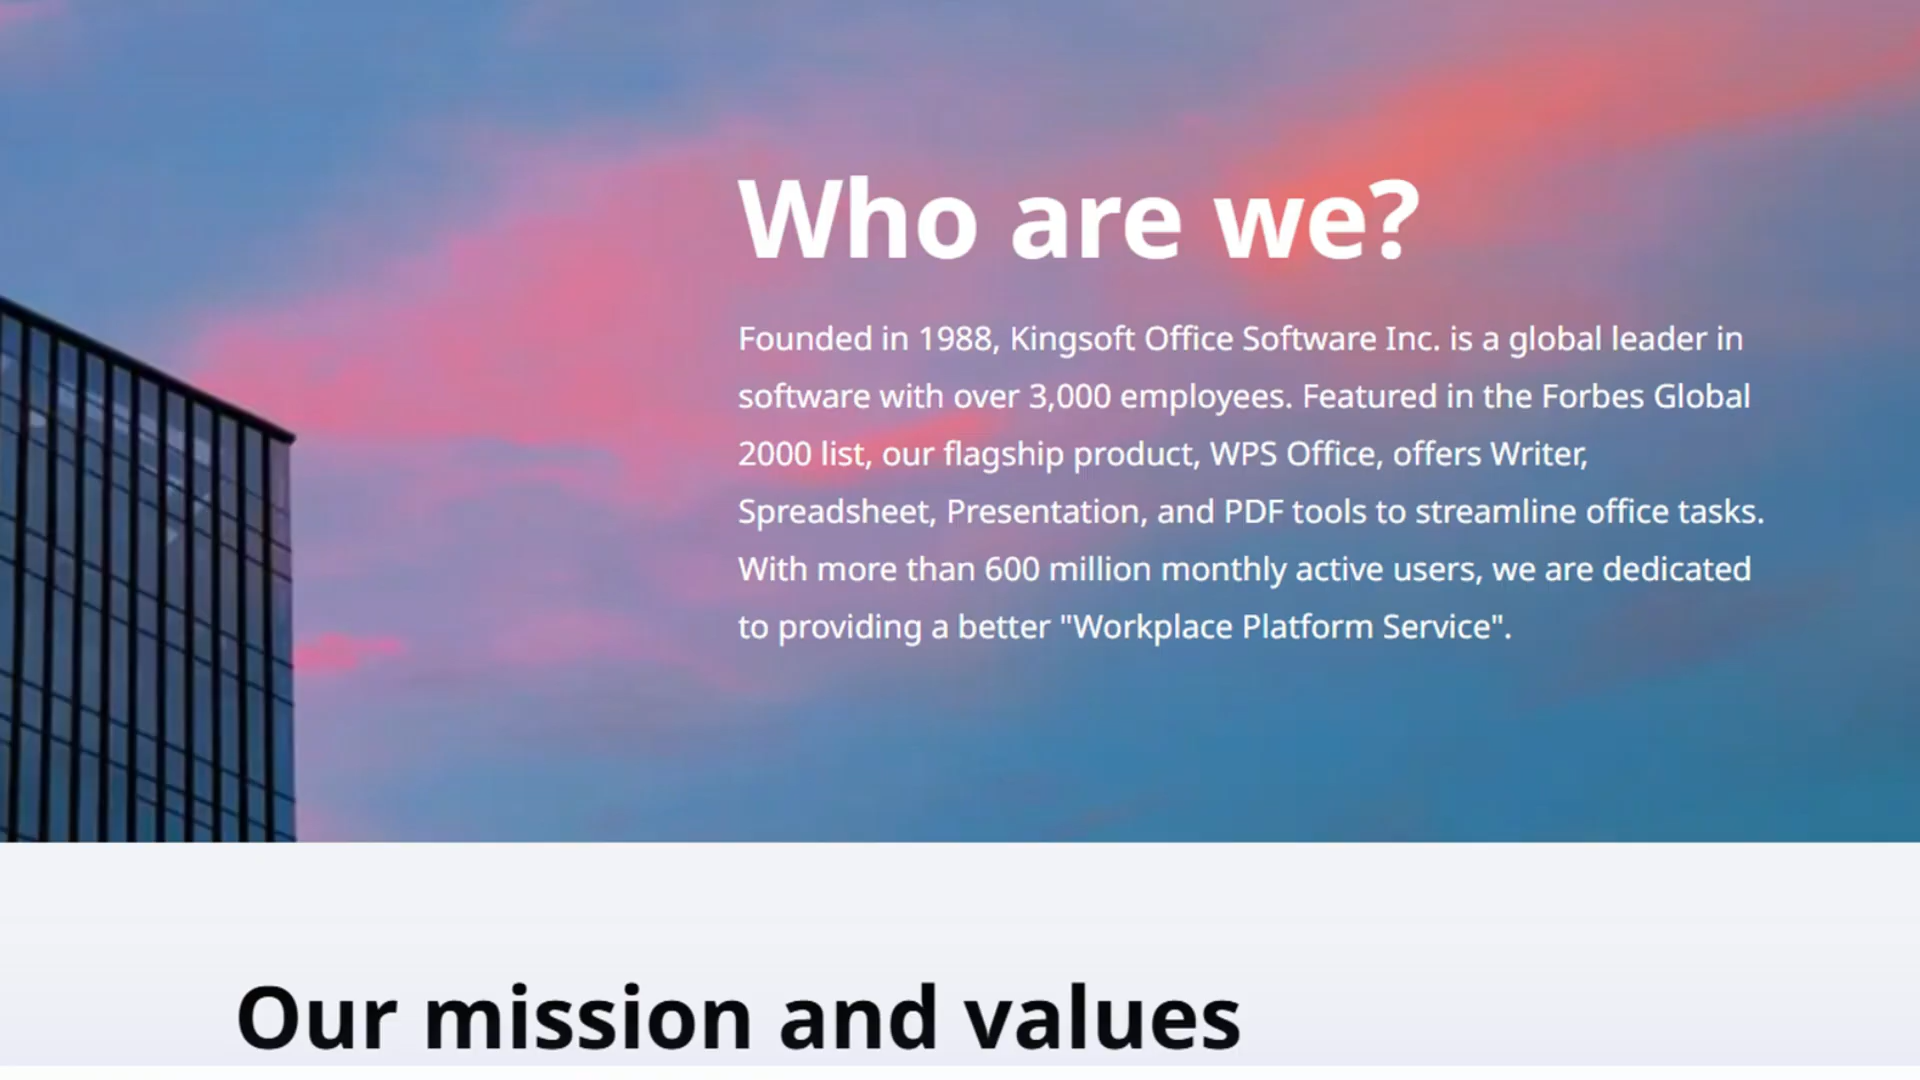 Who are we?
Founded in 1988, Kingsoft Office Software Inc. is a global leader in
software with over 3,000 employees. Featured in the Forbes Global
2000 list, our flagship product, WPS Office, offers Writer,
Spreadsheet, Presentation, and PDF tools to streamline office tasks.
With more than 600 million monthly active users, we are dedicated
to providing a better "Workplace Platform Service".
Our mission and values